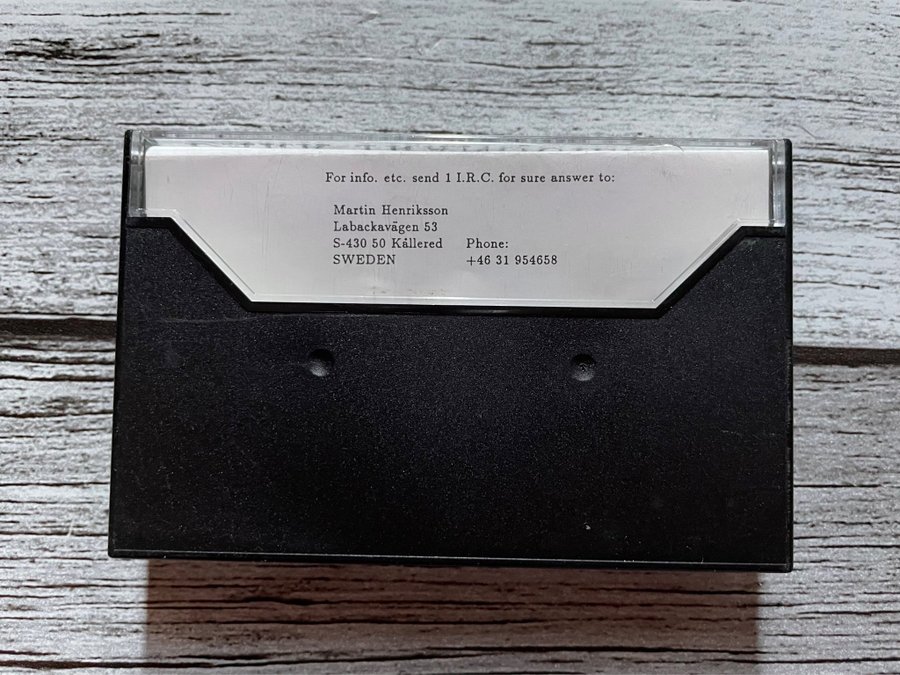 For info. etc. send 1 I.R.C. for sure answer to:
Martin Henriksson
Labackavägen 53
S-430 50 Kållered Phone:
SWEDEN +46 31 954658